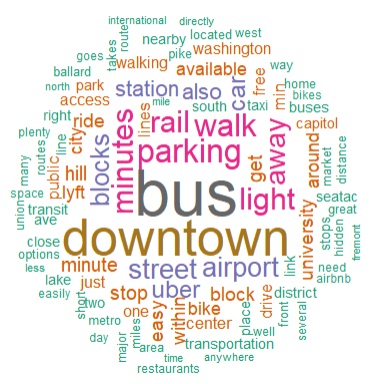 international directly
route located west
nearby pike
goes takes washington
walking way
ballard station also car free home
north park available min bikes
access south taxi buses
right ride lines mile rail walk capitol
plenty city minutes parking away around market
line blocks distance
many routes public hill bus get university
space lyft light seatac
union transit great
ave downtown stops hidden
close minute street airport link need fremont
options airbnb
less lake just uber drive district
easily stop block front
short two one easy within bike place several
metro center well
day miles transportation
major area time anywhere
restaurants